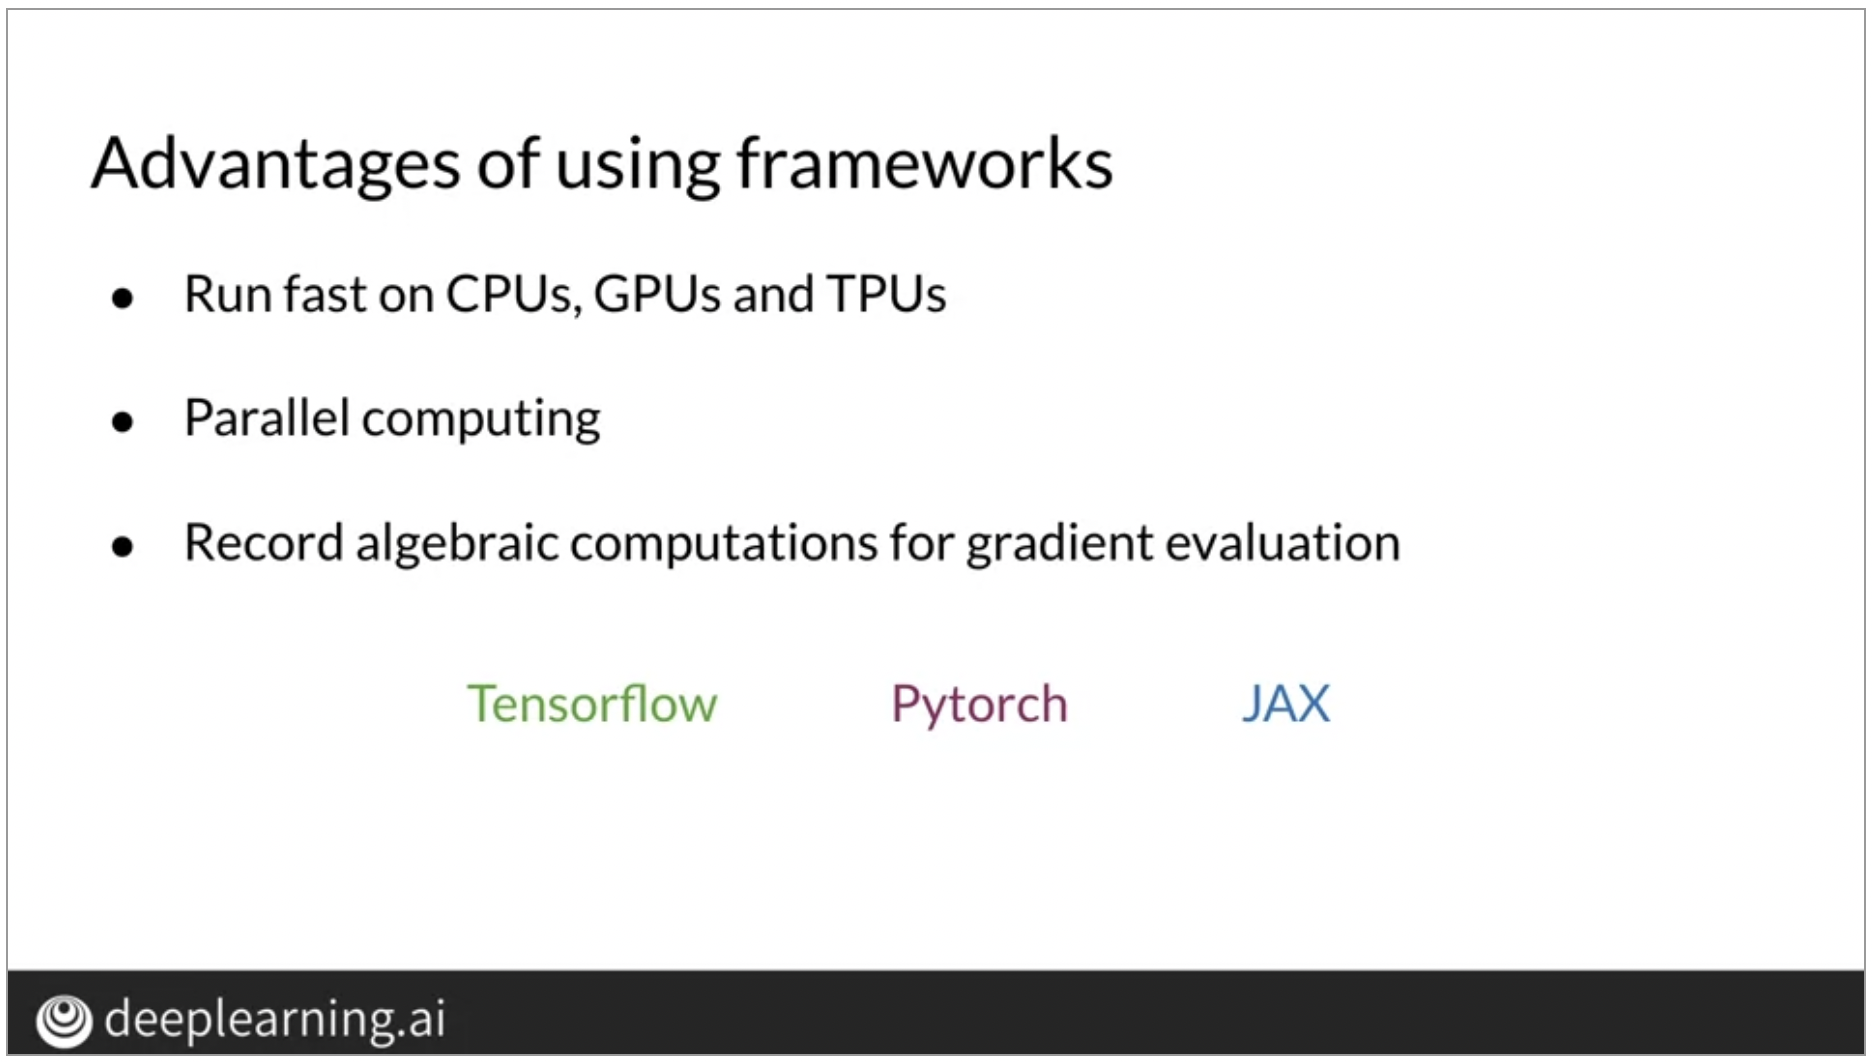 Advantages of using frameworks
● Run fast on CPUs, GPUs and TPUs
● Parallel computing
● Record algebraic computations for gradient evaluation
Tensorflow Pytorch JAX
deeplearning.ai